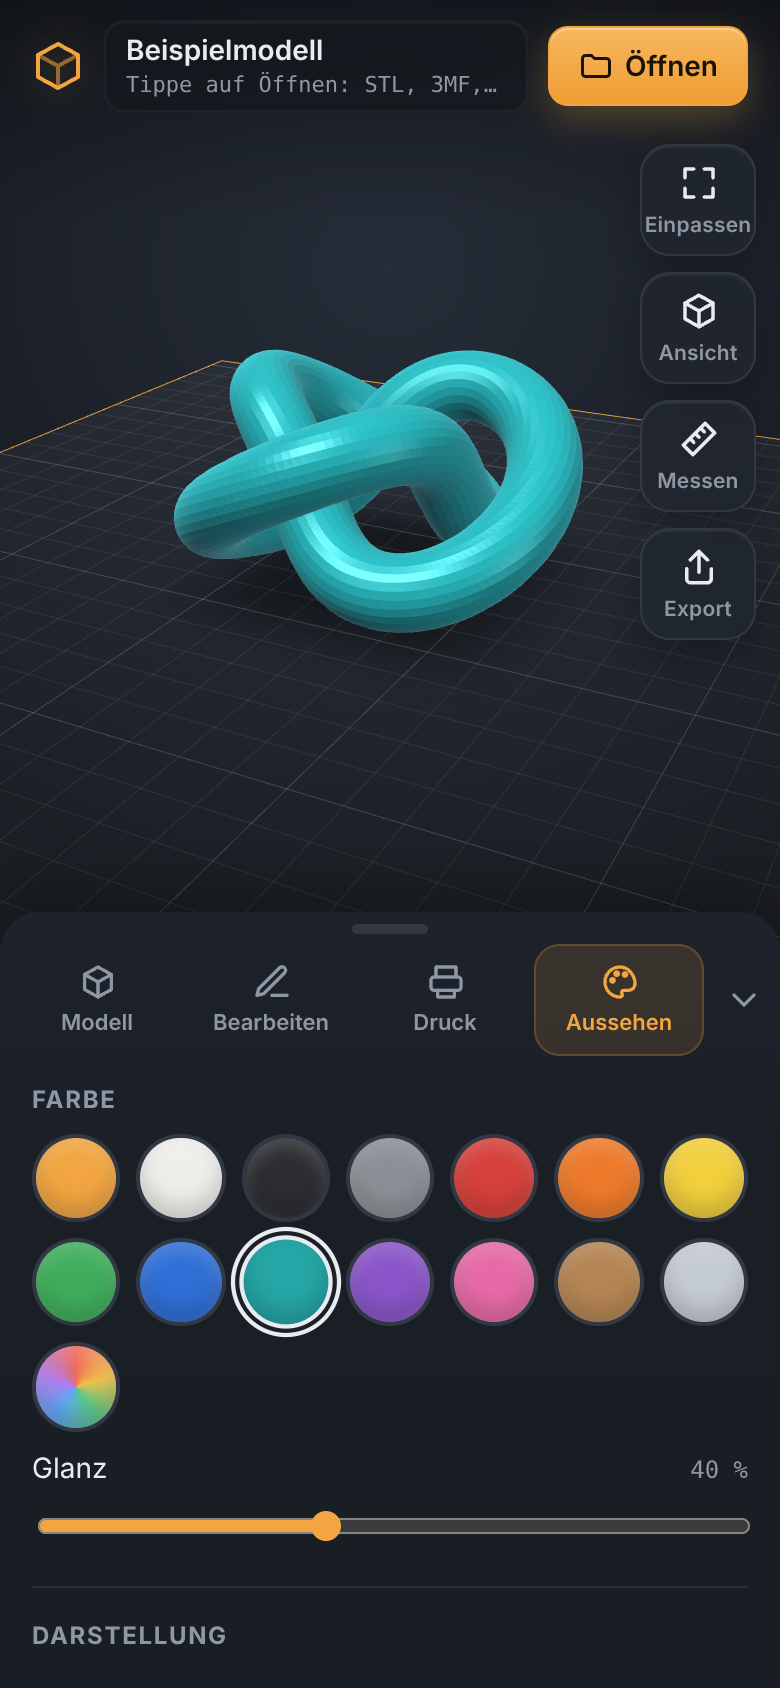 Beispielmodell
Tippe auf Öffnen: STL, 3MF,…
Öffnen
Einpassen
Ansicht
Messen
Export
Modell
Bearbeiten
Druck
Aussehen
FARBE
Glanz
40 %
DARSTELLUNG